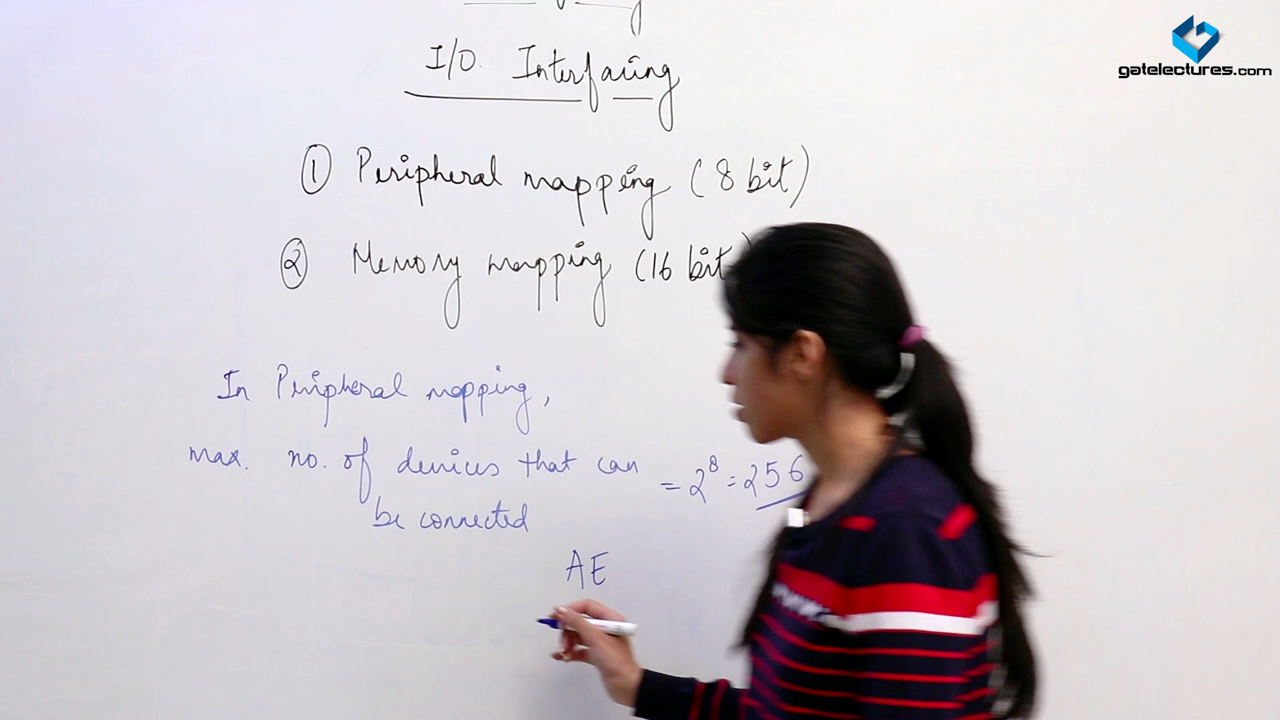 gatelectures.com
I/O. Interfacing
① Peripheral mapping (8 bit)
② Memory mapping (16 bit
In Peripheral mapping,
max. no. of devices that can = 2⁸ = 256
be connected
AE